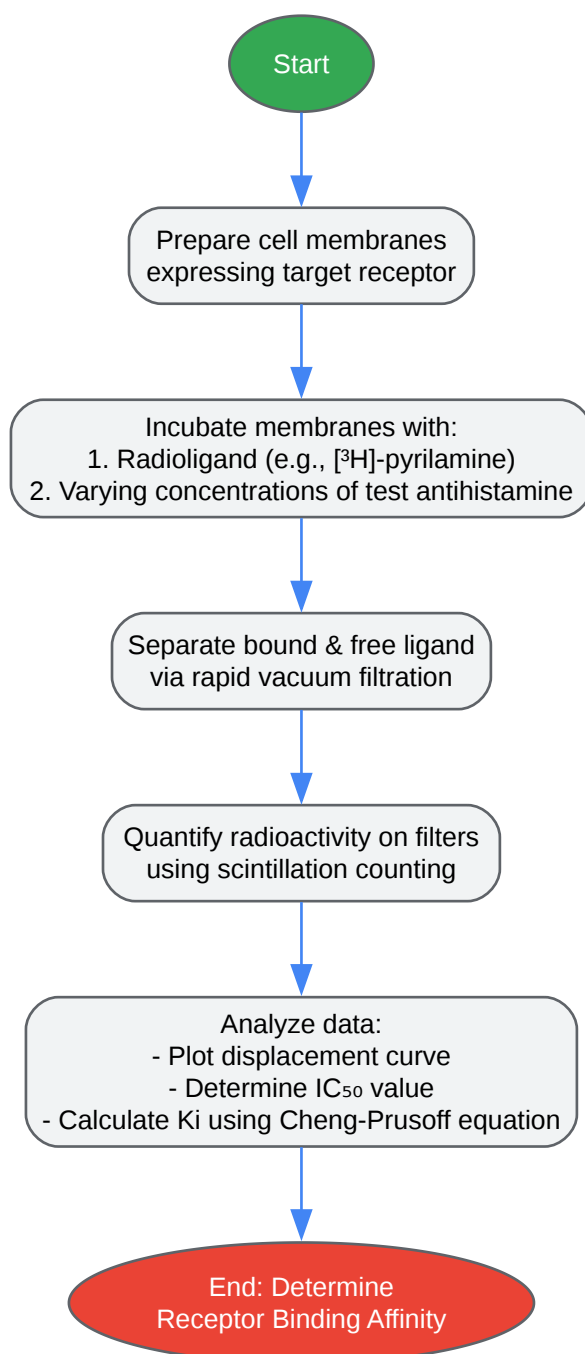 Start
Prepare cell membranes
expressing target receptor
Incubate membranes with:
1. Radioligand (e.g., [³H]-pyrilamine)
2. Varying concentrations of test antihistamine
Separate bound & free ligand
via rapid vacuum filtration
Quantify radioactivity on filters
using scintillation counting
Analyze data:
- Plot displacement curve
- Determine IC₅₀ value
- Calculate Ki using Cheng-Prusoff equation
End: Determine
Receptor Binding Affinity